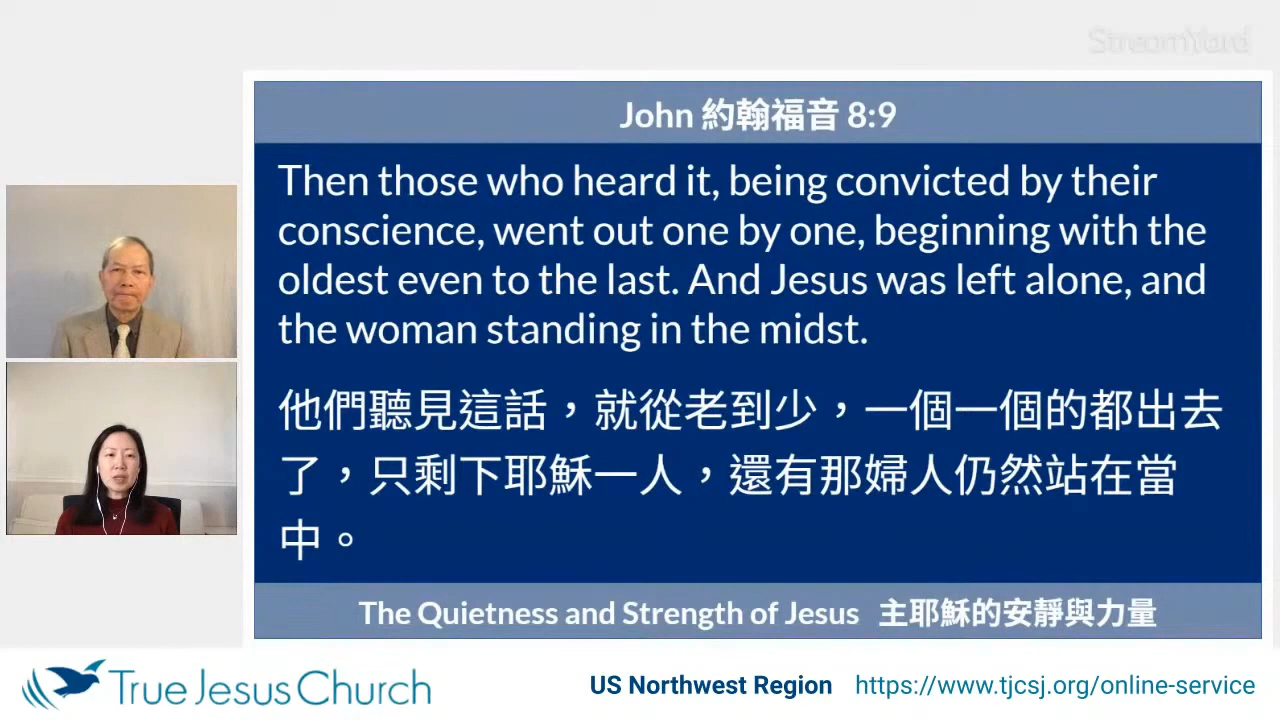 StreamYard
John 約翰福音 8:9
Then those who heard it, being convicted by their
conscience, went out one by one, beginning with the
oldest even to the last. And Jesus was left alone, and
the woman standing in the midst.
他們聽見這話，就從老到少，一個一個的都出去
了，只剩下耶穌一人，還有那婦人仍然站在當
中。
The Quietness and Strength of Jesus 主耶穌的安靜與力量
True Jesus Church
US Northwest Region https://www.tjcsj.org/online-service